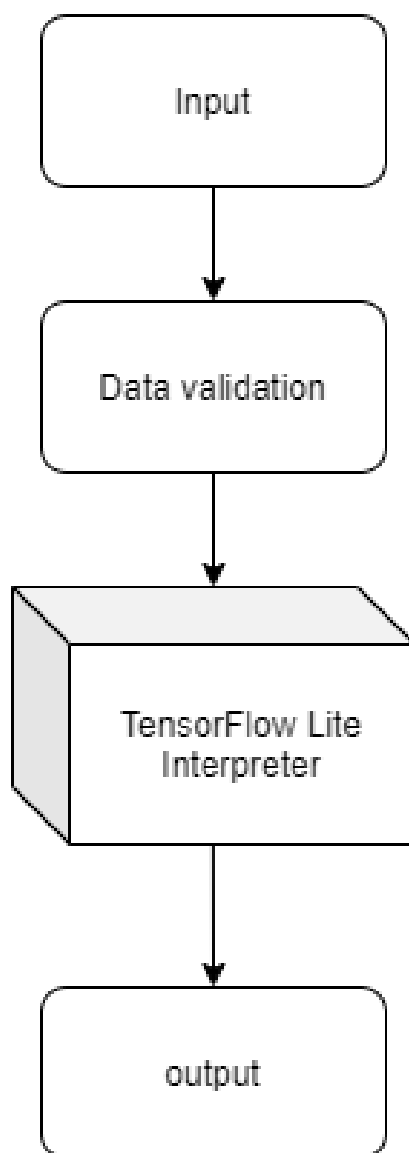 Input
Data validation
TensorFlow Lite
Interpreter
output